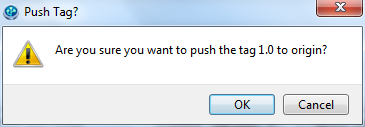 Push Tag?
Are you sure you want to push the tag 1.0 to origin?
OK Cancel